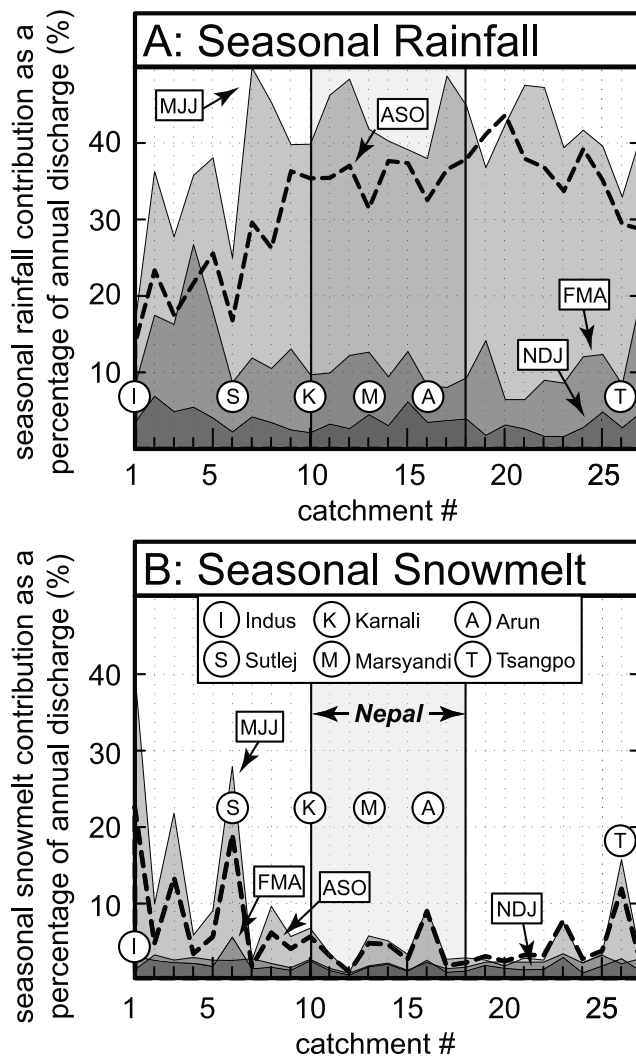 A: Seasonal Rainfall
seasonal rainfall contribution as a
percentage of annual discharge (%)
40
30
20
10
MJJ
ASO
FMA
NDJ
I
S
K
M
A
T
1
5
10
15
20
25
catchment #
B: Seasonal Snowmelt
seasonal snowmelt contribution as a
percentage of annual discharge (%)
I Indus K Karnali A Arun
S Sutlej M Marsyandi T Tsangpo
Nepal
40
30
20
10
MJJ
S
K
M
A
T
FMA
ASO
NDJ
I
1
5
10
15
20
25
catchment #